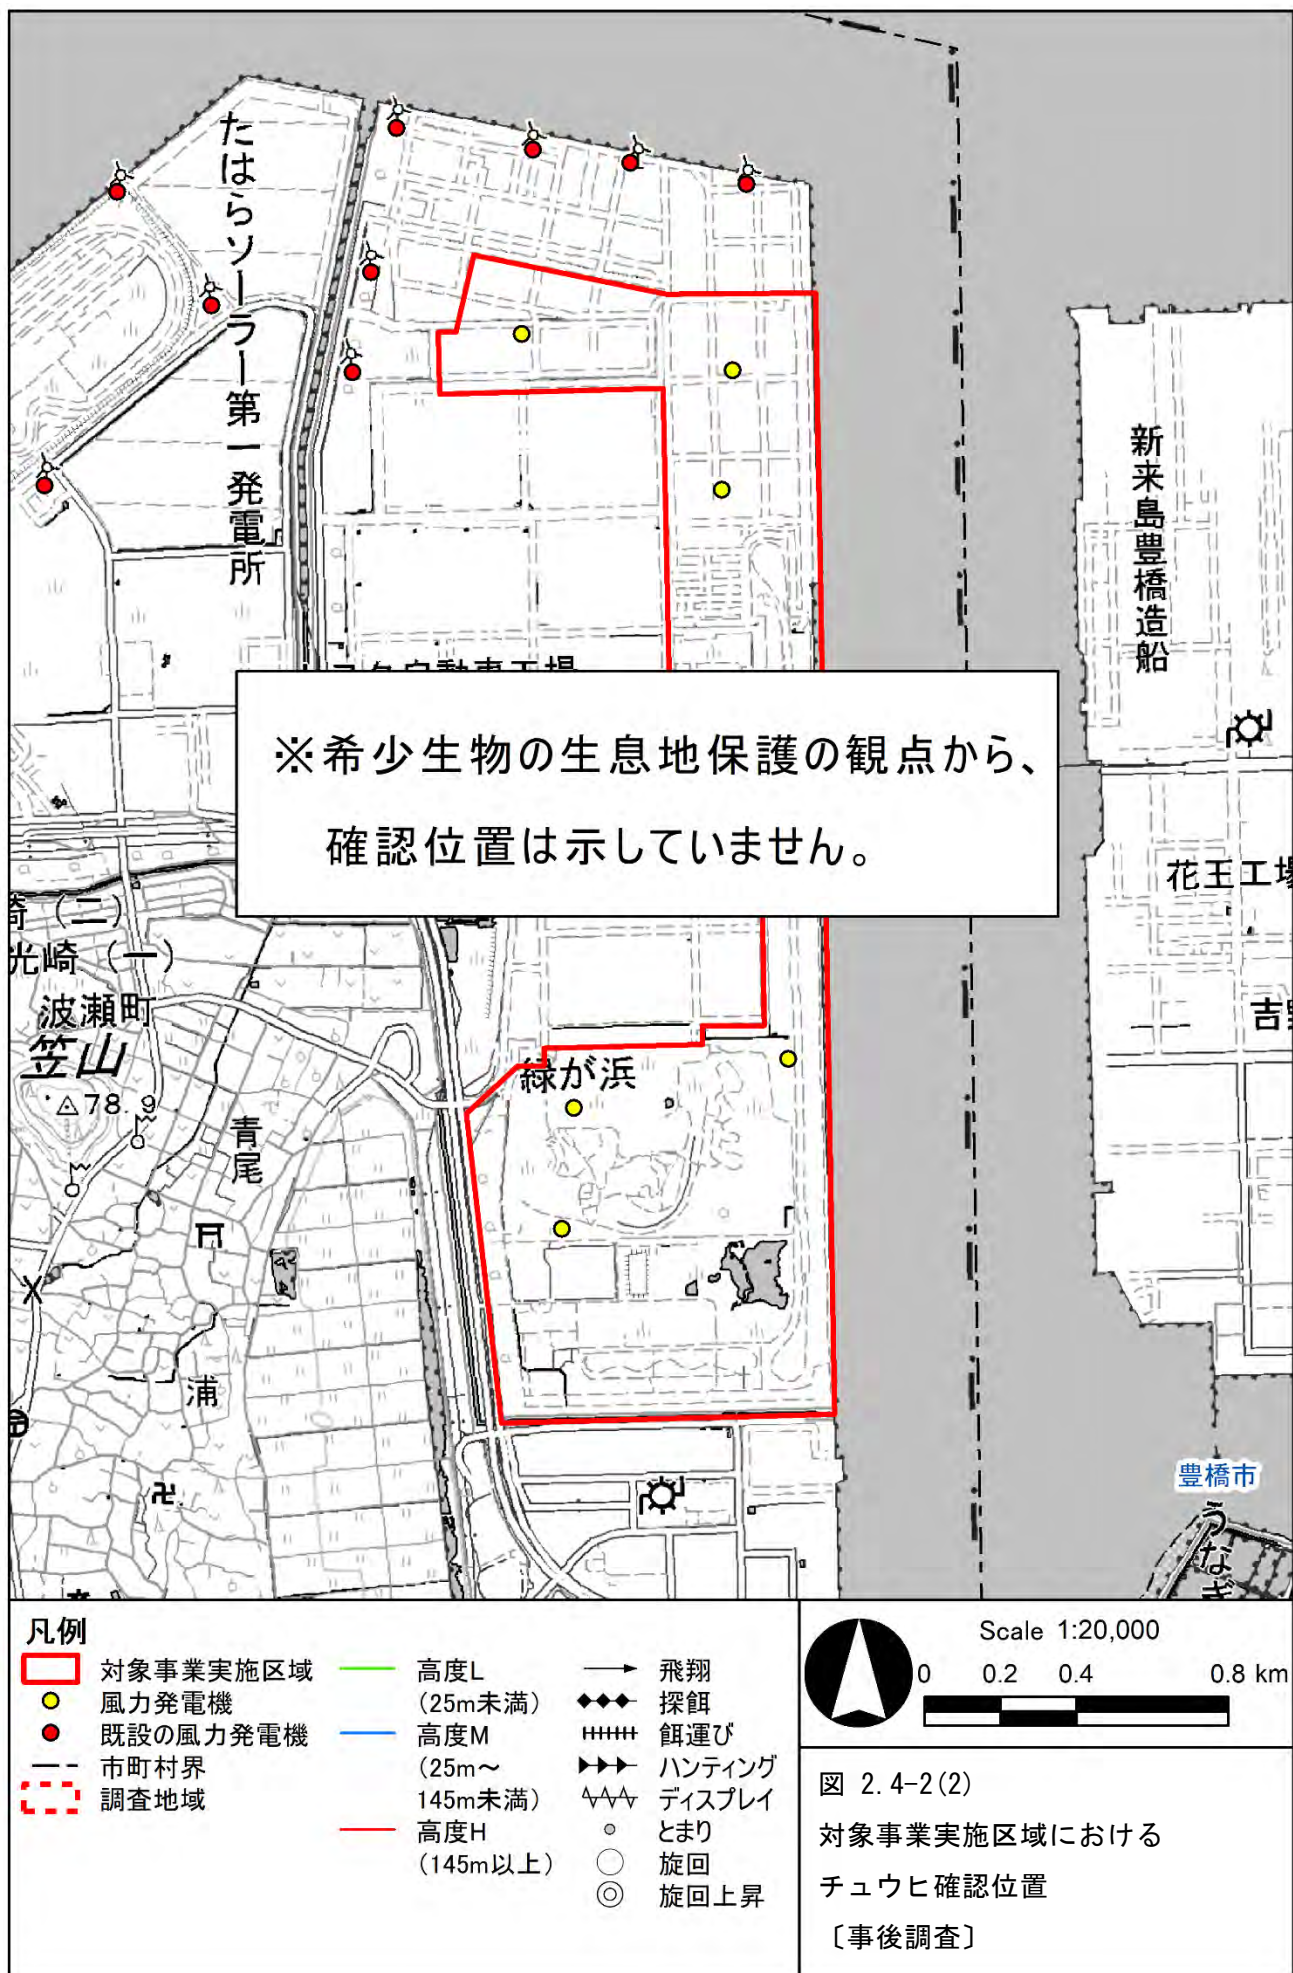 たはらソーラー第一発電所
新来島豊橋造船
※希少生物の生息地保護の観点から、
確認位置は示していません。
花王工場
崎（二）
光崎（一）
波瀬町
笠山
78.9
緑が浜
青尾
浦
豊橋市
うなぎ
凡例
対象事業実施区域
風力発電機
既設の風力発電機
市町村界
調査地域
高度L
(25m未満)
高度M
(25m～
145m未満)
高度H
(145m以上)
飛翔
探餌
餌運び
ハンティング
ディスプレイ
とまり
旋回
旋回上昇
Scale 1:20,000
0 0.2 0.4 0.8 km
図 2.4-2(2)
対象事業実施区域における
チュウヒ確認位置
〔事後調査〕